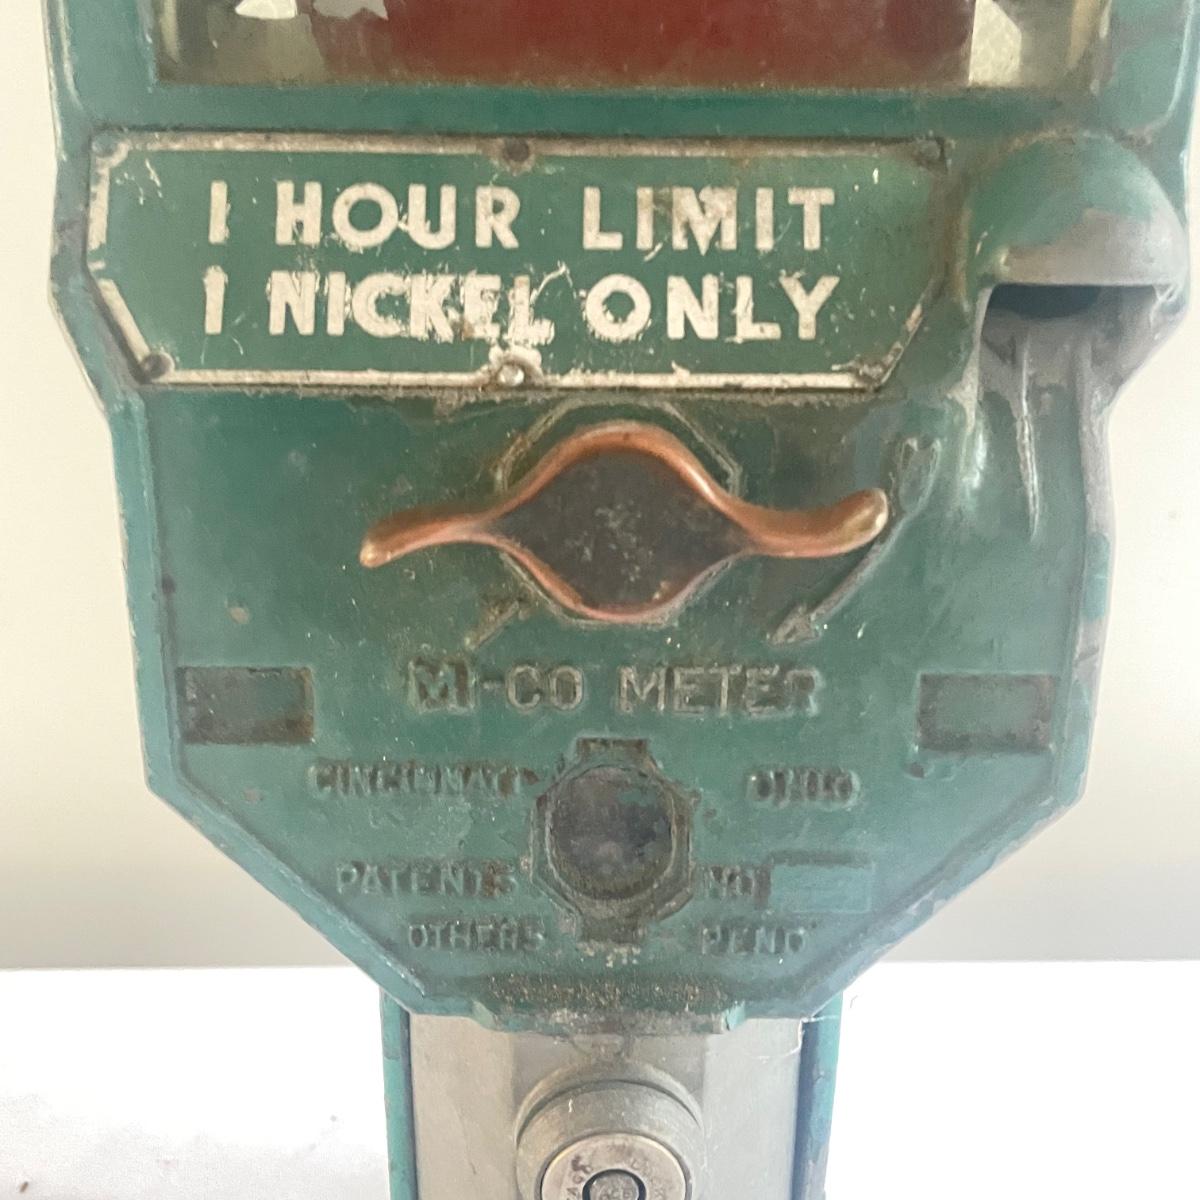 1 HOUR LIMIT
1 NICKEL ONLY
MI-CO METER
CINCINNATI OHIO
PATENTS NO
OTHERS PEND